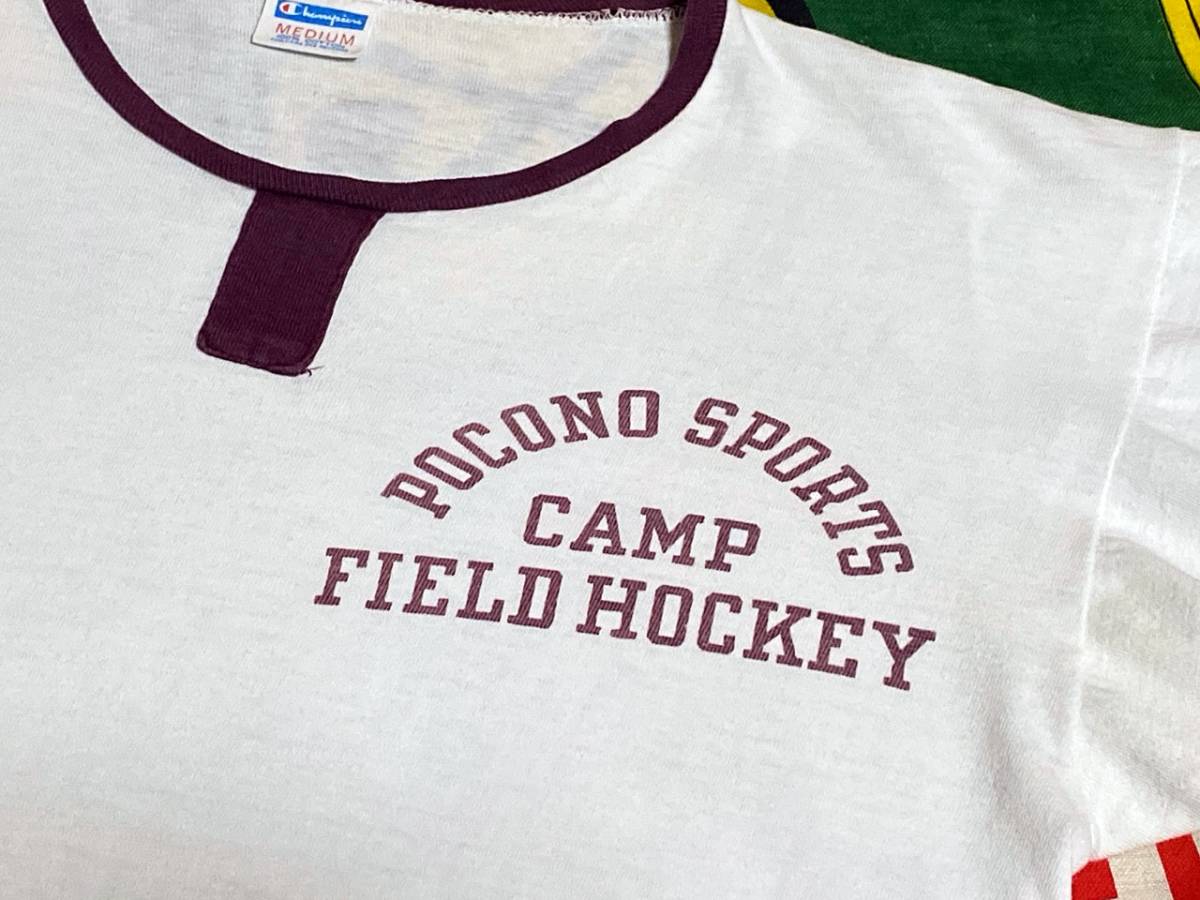 Champion
MEDIUM
POCONO SPORTS
CAMP
FIELD HOCKEY